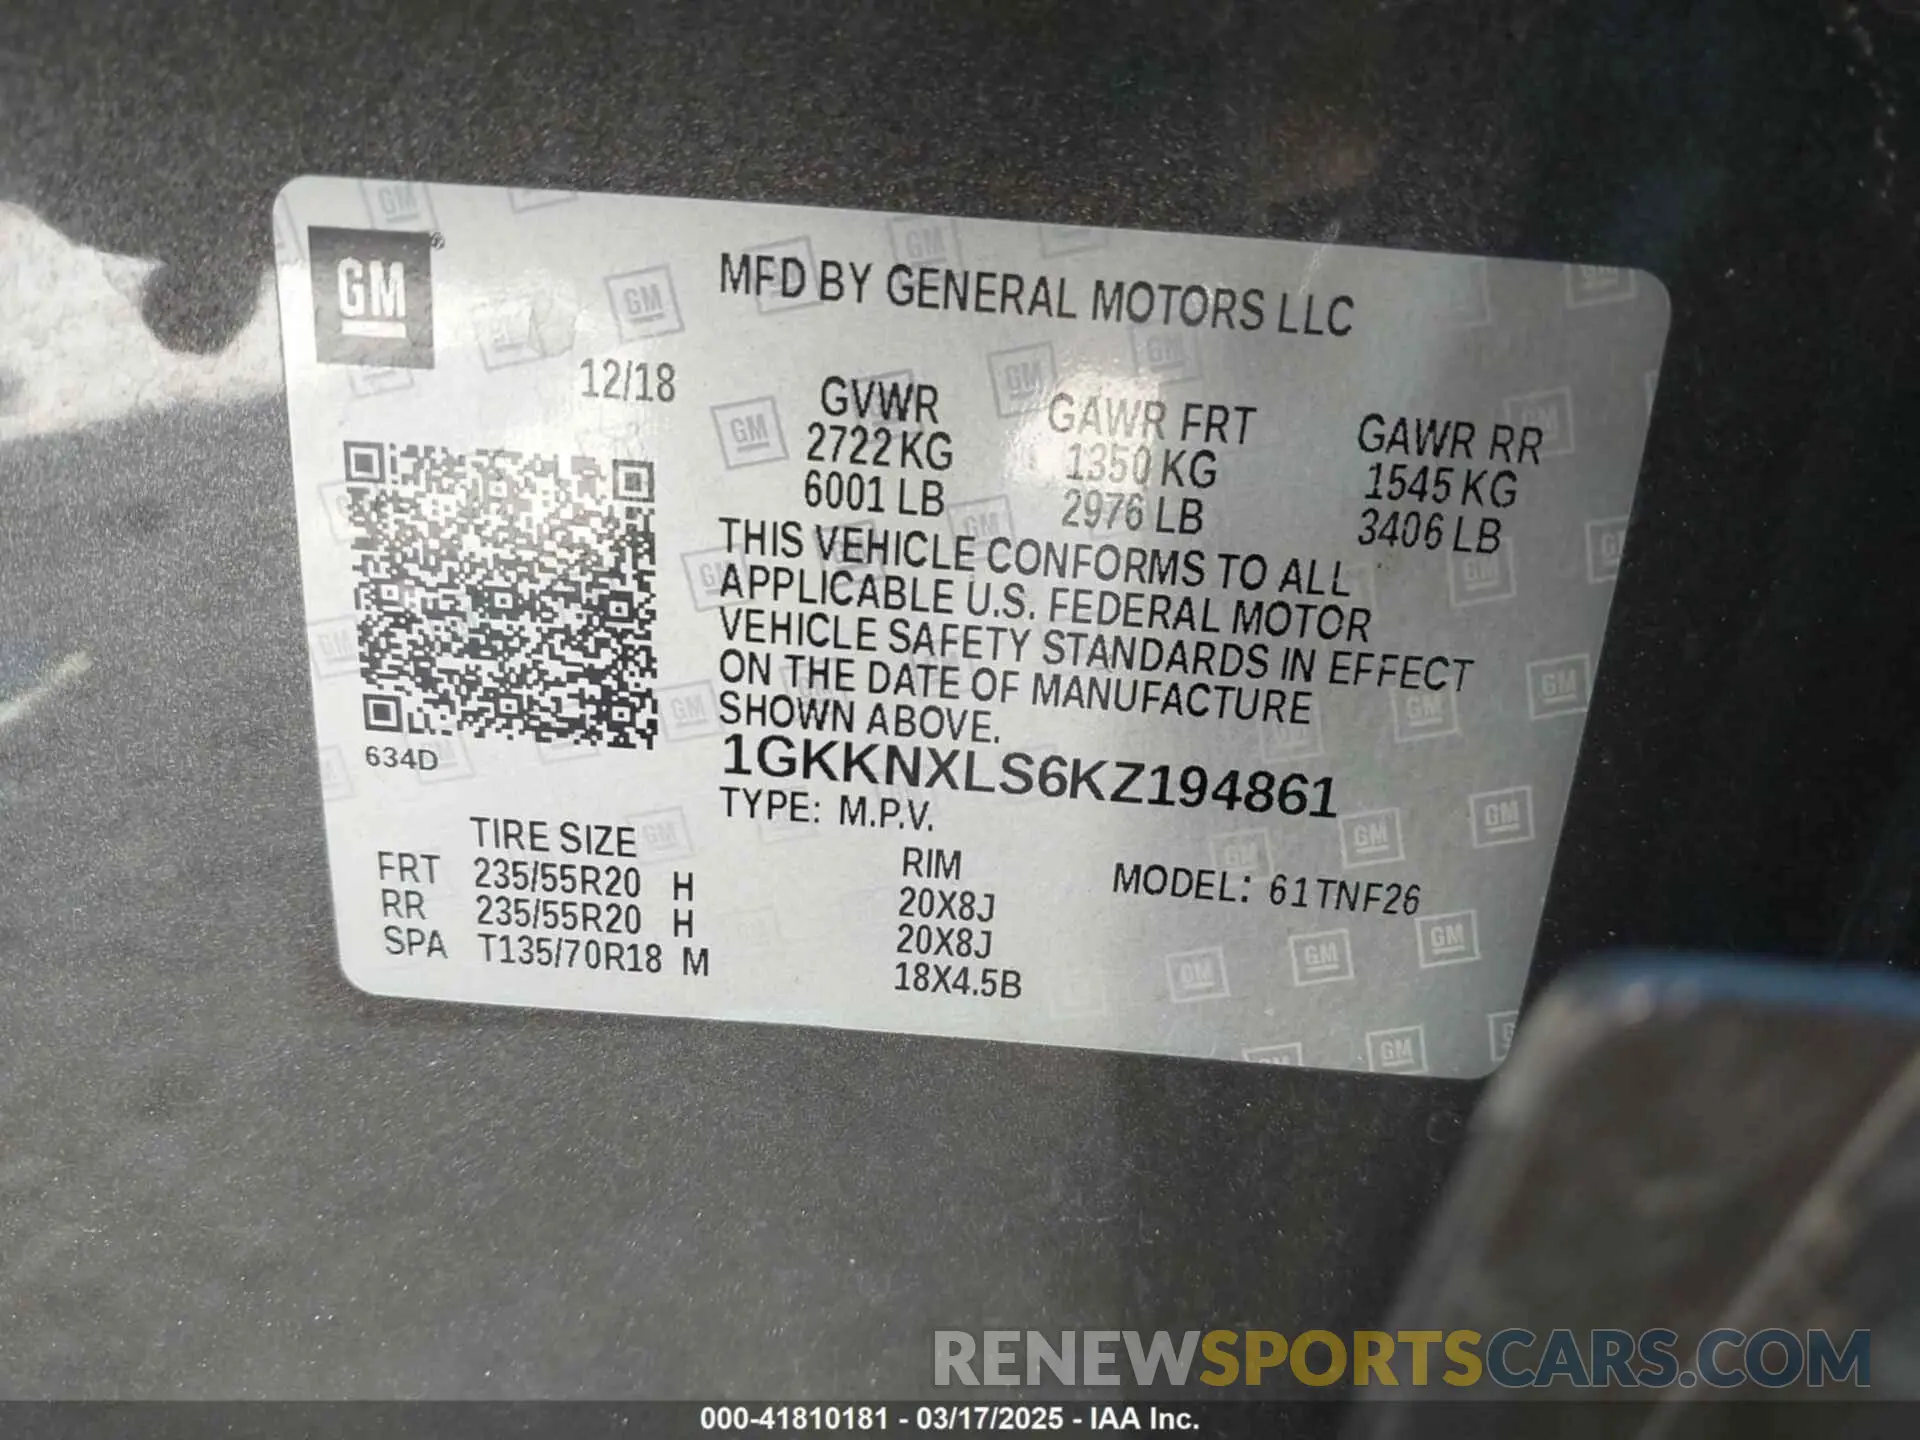 GM®
MFD BY GENERAL MOTORS LLC
12/18
GVWR GAWR FRT GAWR RR
2722 KG 1350 KG 1545 KG
6001 LB 2976 LB 3406 LB
THIS VEHICLE CONFORMS TO ALL
APPLICABLE U.S. FEDERAL MOTOR
VEHICLE SAFETY STANDARDS IN EFFECT
ON THE DATE OF MANUFACTURE
SHOWN ABOVE.
634D
1GKKNXLS6KZ194861
TYPE: M.P.V.
TIRE SIZE RIM MODEL: 61TNF26
FRT 235/55R20 H 20X8J
RR 235/55R20 H 20X8J
SPA T135/70R18 M 18X4.5B
RENEWSPORTSCARS.COM
000-41810181 - 03/17/2025 - IAA Inc.